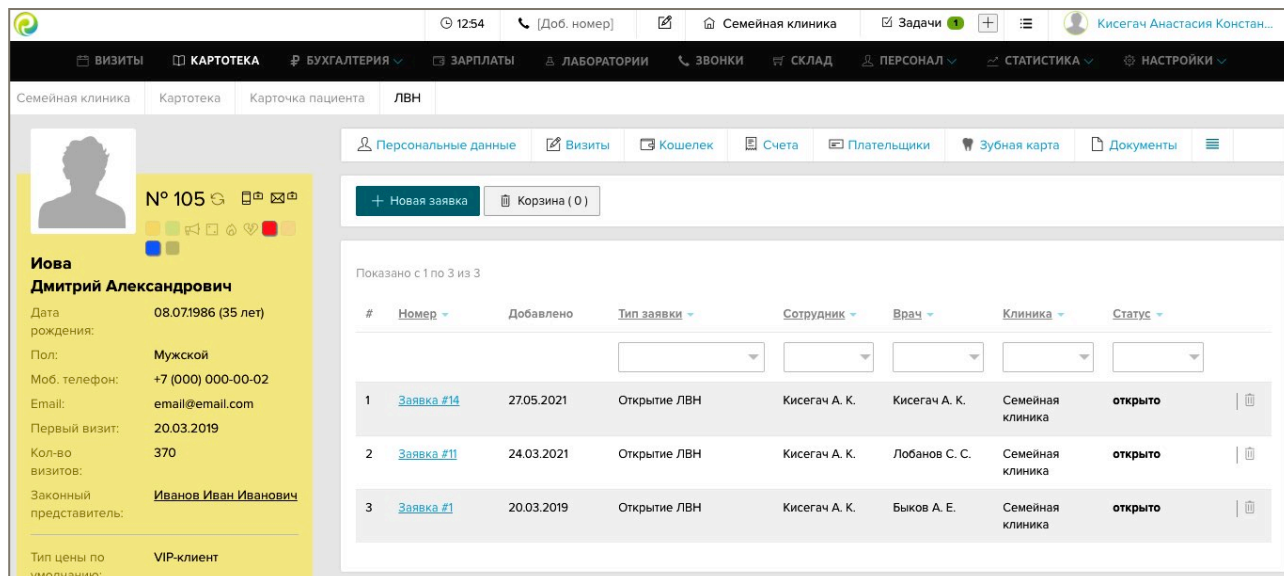 12:54 [Доб. номер] Семейная клиника Задачи 1 Кисегач Анастасия Констан...
ВИЗИТЫ КАРТОТЕКА БУХГАЛТЕРИЯ ЗАРПЛАТЫ ЛАБОРАТОРИИ ЗВОНКИ СКЛАД ПЕРСОНАЛ СТАТИСТИКА НАСТРОЙКИ
Семейная клиника Картотека Карточка пациента ЛВН
Персональные данные Визиты Кошелек Счета Плательщики Зубная карта Документы
№ 105
+ Новая заявка Корзина ( 0 )
Иова
Дмитрий Александрович
Дата рождения: 08.07.1986 (35 лет)
Пол: Мужской
Моб. телефон: +7 (000) 000-00-02
Email: email@email.com
Первый визит: 20.03.2019
Кол-во визитов: 370
Законный представитель: Иванов Иван Иванович
Тип цены по умолчанию: VIP-клиент
Показано с 1 по 3 из 3
# Номер Добавлено Тип заявки Сотрудник Врач Клиника Статус
1 Заявка #14 27.05.2021 Открытие ЛВН Кисегач А. К. Кисегач А. К. Семейная клиника открыто
2 Заявка #11 24.03.2021 Открытие ЛВН Кисегач А. К. Лобанов С. С. Семейная клиника открыто
3 Заявка #1 20.03.2019 Открытие ЛВН Кисегач А. К. Быков А. Е. Семейная клиника открыто